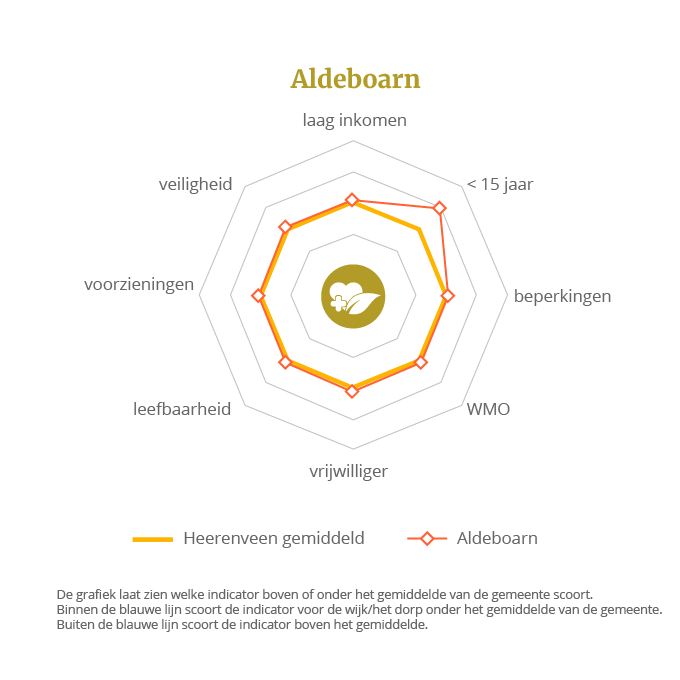 Aldeboarn
laag inkomen
veiligheid
< 15 jaar
voorzieningen
beperkingen
leefbaarheid
WMO
vrijwilliger
Heerenveen gemiddeld
Aldeboarn
De grafiek laat zien welke indicator boven of onder het gemiddelde van de gemeente scoort.
Binnen de blauwe lijn scoort de indicator voor de wijk/het dorp onder het gemiddelde van de gemeente.
Buiten de blauwe lijn scoort de indicator boven het gemiddelde.